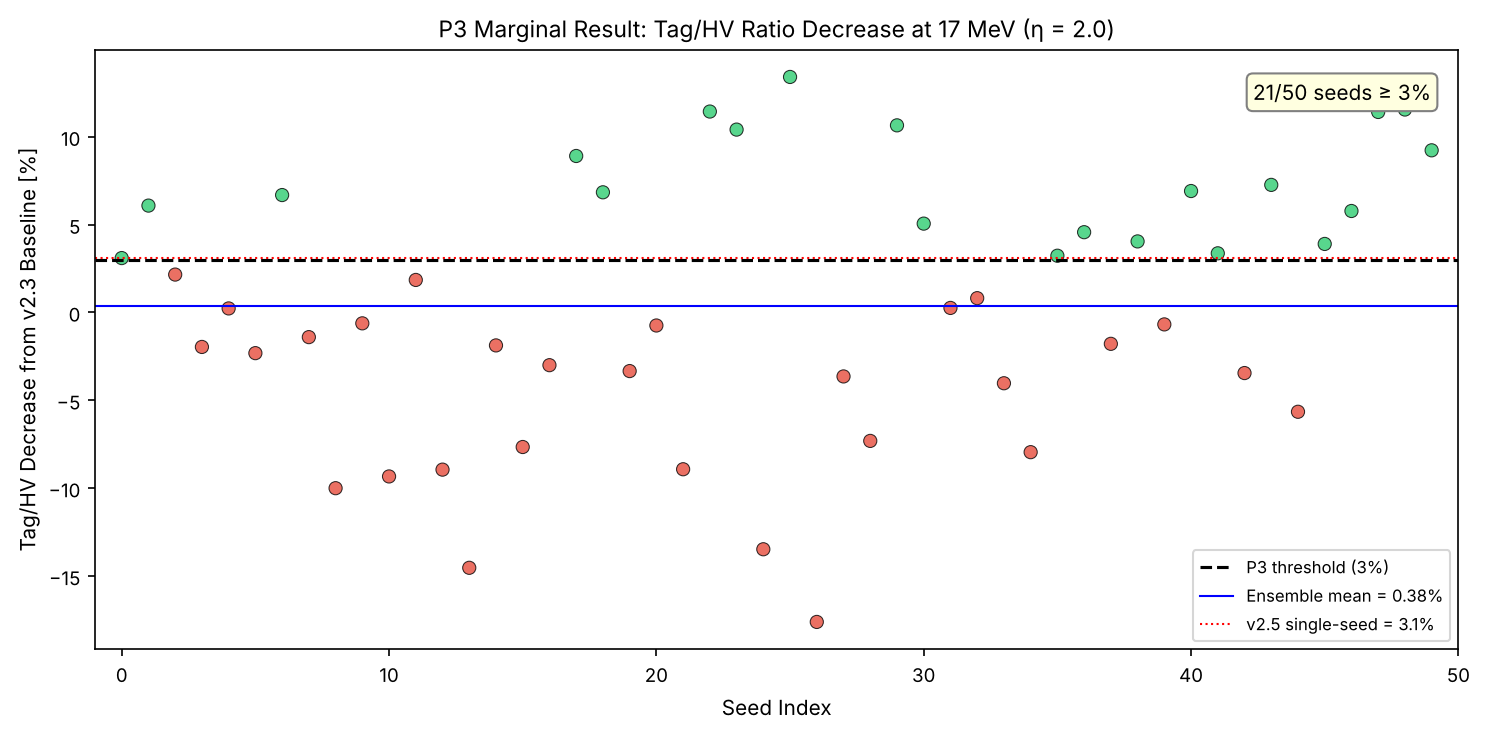 P3 Marginal Result: Tag/HV Ratio Decrease at 17 MeV (η = 2.0)
21/50 seeds ≥ 3%
Tag/HV Decrease from v2.3 Baseline [%]
10
5
0
−5
−10
−15
P3 threshold (3%)
Ensemble mean = 0.38%
v2.5 single-seed = 3.1%
0
10
20
30
40
50
Seed Index